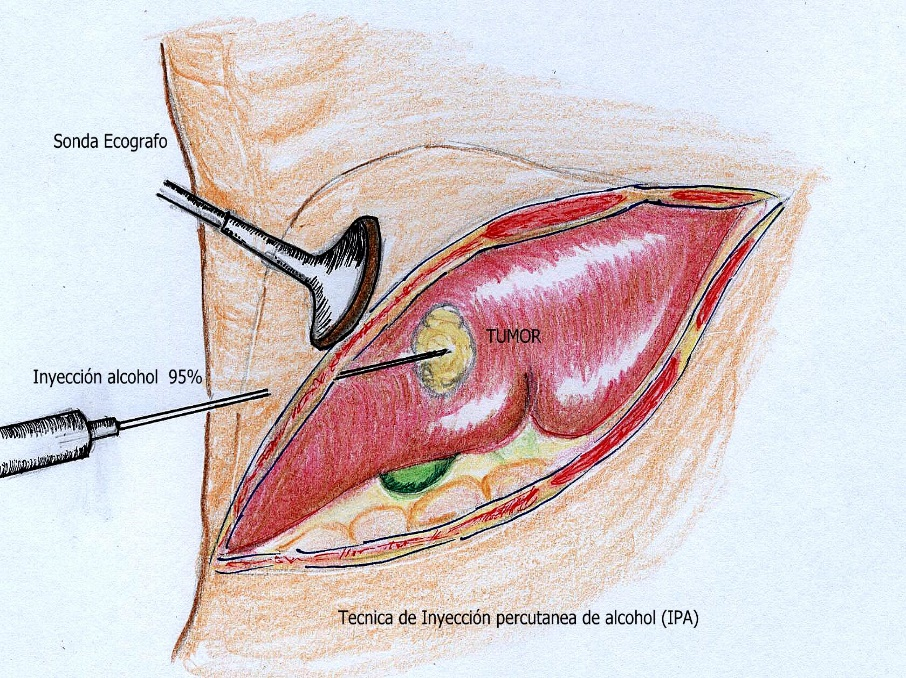 Sonda Ecografo
TUMOR
Inyección alcohol 95%
Tecnica de Inyección percutanea de alcohol (IPA)